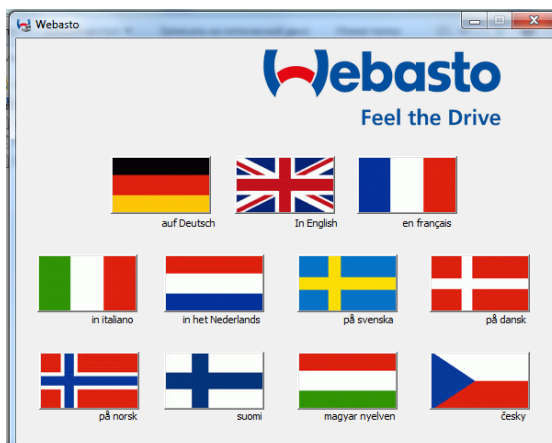 Webasto
Webasto
Feel the Drive
auf Deutsch
In English
en français
in italiano
in het Nederlands
på svenska
på dansk
på norsk
suomi
magyar nyelven
česky